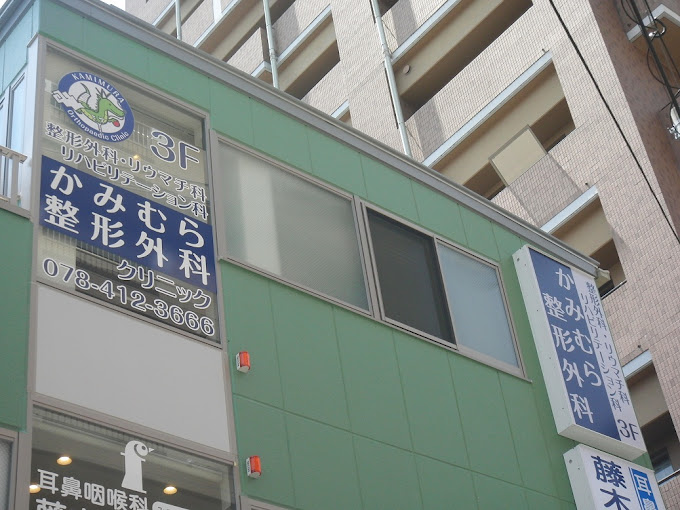 KAMIMURA
Orthopaedic Clinic
3F
整形外科・リウマチ科
リハビリテーション科
かみむら
整形外科
クリニック
078-412-3666
耳鼻咽喉科
整形外科・リウマチ科
リハビリテーション科
かみむら
整形外科
3F
藤木
耳鼻